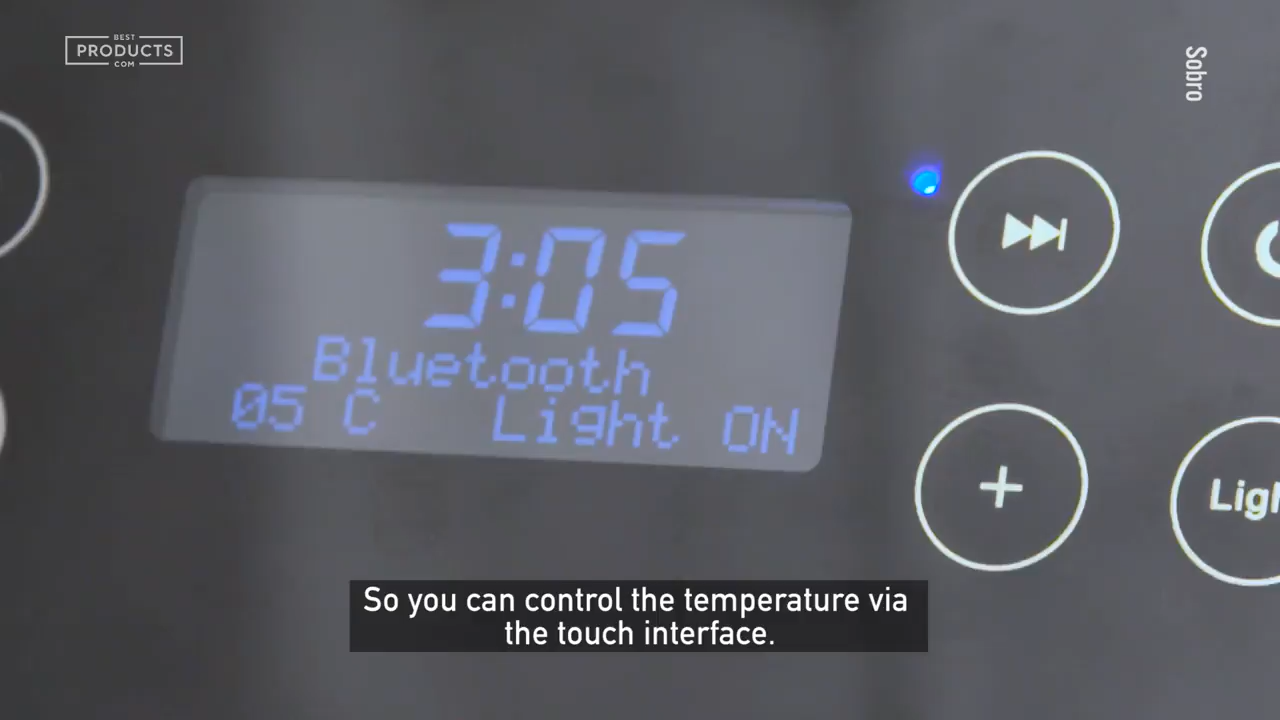 BEST
PRODUCTS
COM
Sobro
3:05
Bluetooth
05 C Light ON
+
Ligh
So you can control the temperature via
the touch interface.